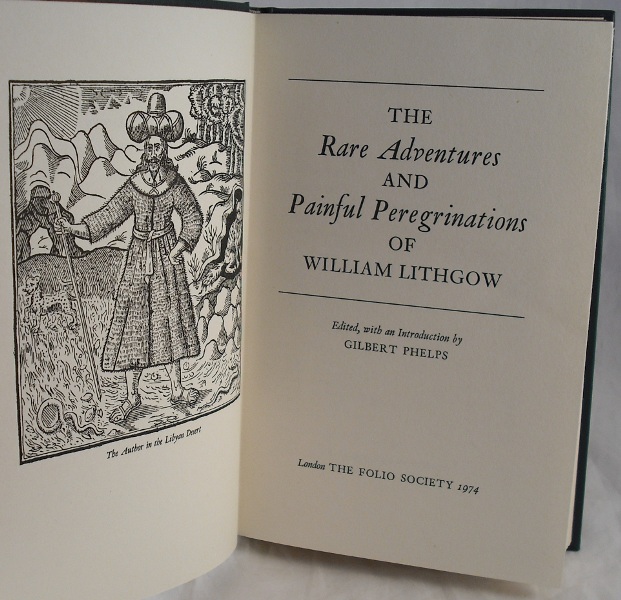 The Author in the Libyan Desert
THE
Rare Adventures
AND
Painful Peregrinations
OF
WILLIAM LITHGOW
Edited, with an Introduction by
GILBERT PHELPS
London THE FOLIO SOCIETY 1974